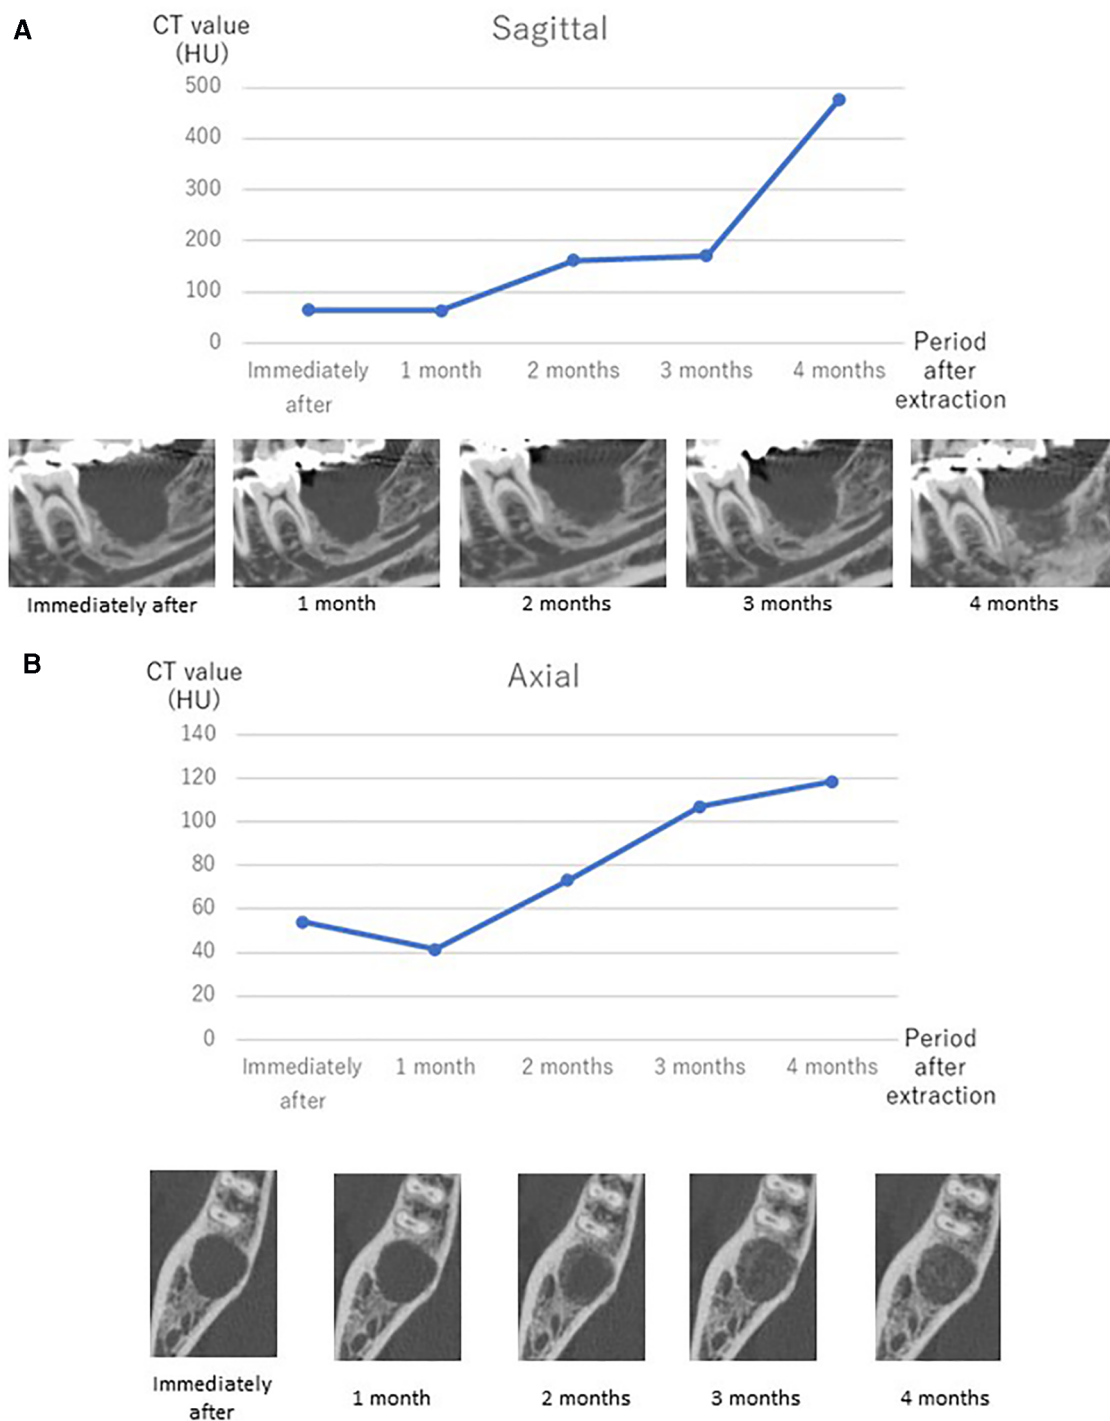 A
CT value
(HU)
Sagittal
500
400
300
200
100
0
Immediately
after
1 month
2 months
3 months
4 months
Period
after
extraction
Immediately after
1 month
2 months
3 months
4 months
B
CT value
(HU)
Axial
140
120
100
80
60
40
20
0
Immediately
after
1 month
2 months
3 months
4 months
Period
after
extraction
Immediately
after
1 month
2 months
3 months
4 months